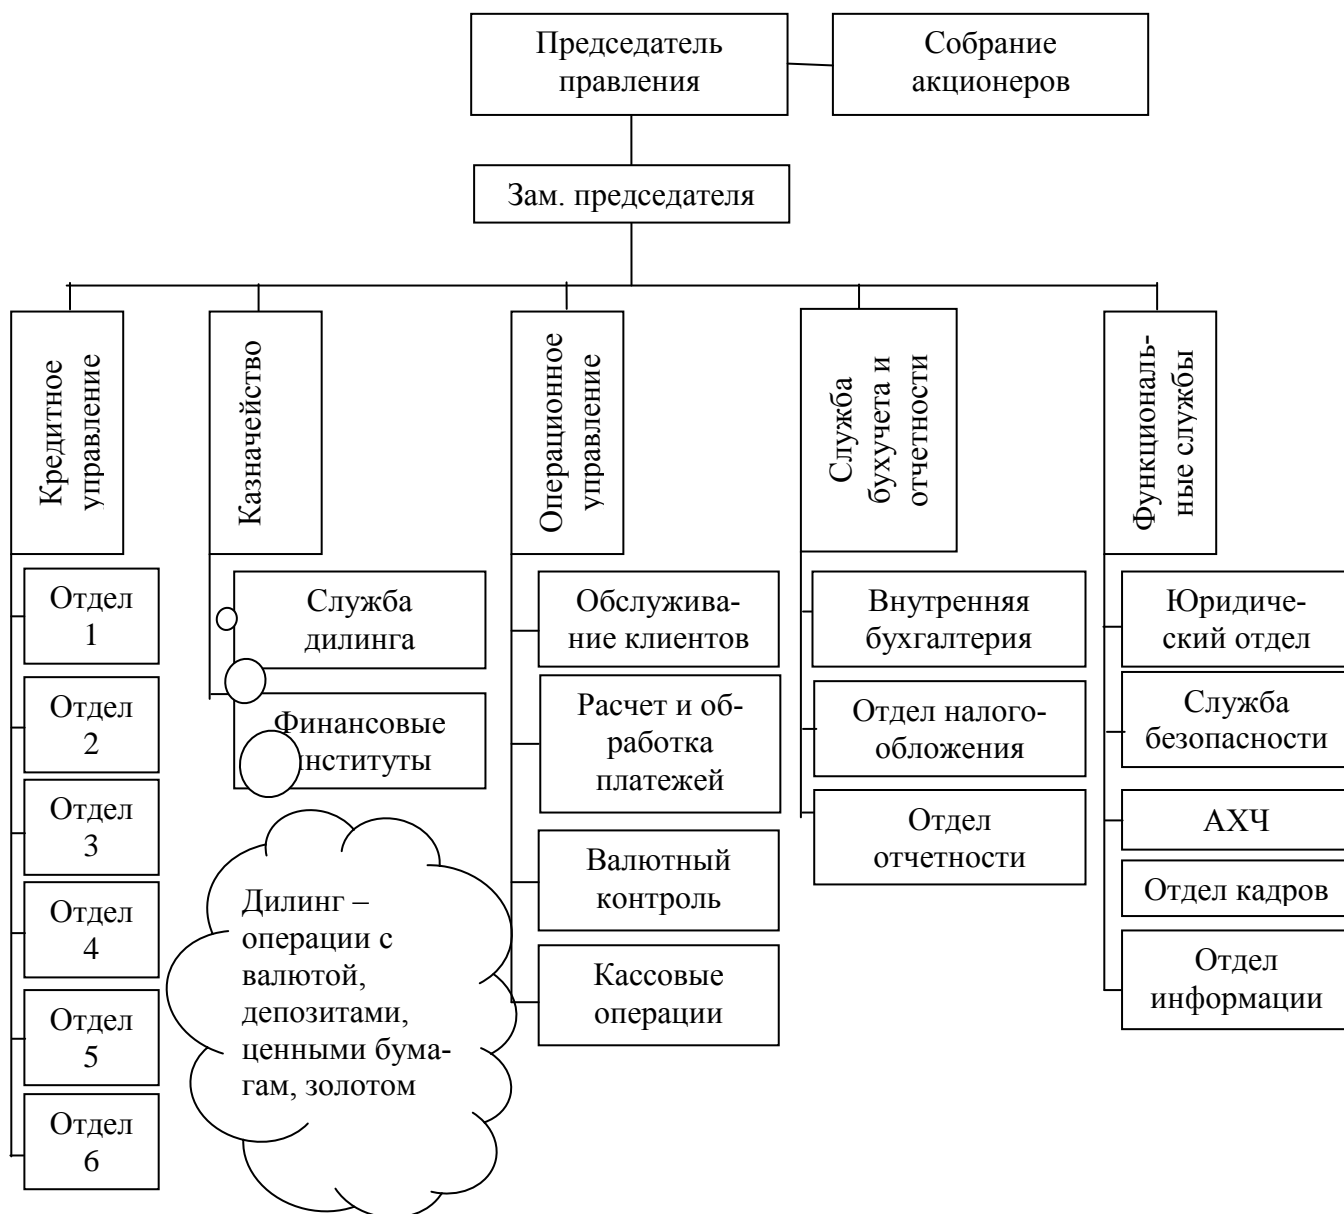 Председатель
правления
Собрание
акционеров
Зам. председателя
Кредитное
управление
Казначейство
Операционное
управление
Служба
бухучета и
отчетности
Функциональ-
ные службы
Отдел
1
Отдел
2
Отдел
3
Отдел
4
Отдел
5
Отдел
6
Служба
дилинга
Финансовые
нституты
Дилинг –
операции с
валютой,
депозитами,
ценными бума-
гам, золотом
Обслужива-
ние клиентов
Расчет и об-
работка
платежей
Валютный
контроль
Кассовые
операции
Внутренняя
бухгалтерия
Отдел налого-
обложения
Отдел
отчетности
Юридиче-
ский отдел
Служба
безопасности
АХЧ
Отдел кадров
Отдел
информации